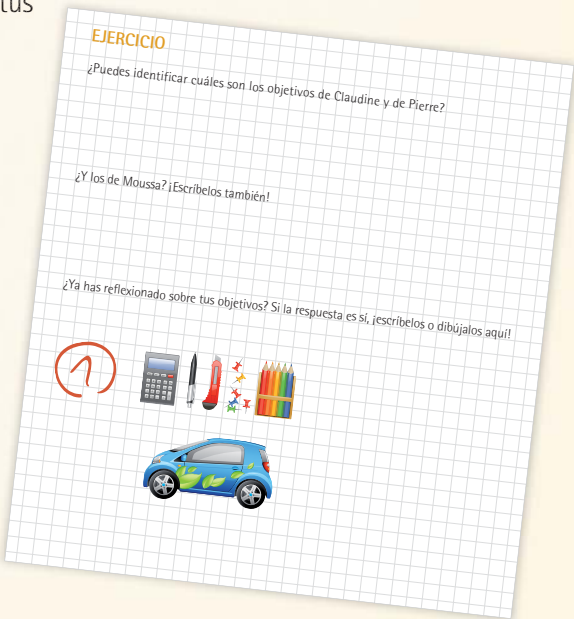 tus
EJERCICIO
¿Puedes identificar cuáles son los objetivos de Claudine y de Pierre?
¿Y los de Moussa? ¡Escríbelos también!
¿Ya has reflexionado sobre tus objetivos? Si la respuesta es sí, ¡escríbelos o dibújalos aquí!
1